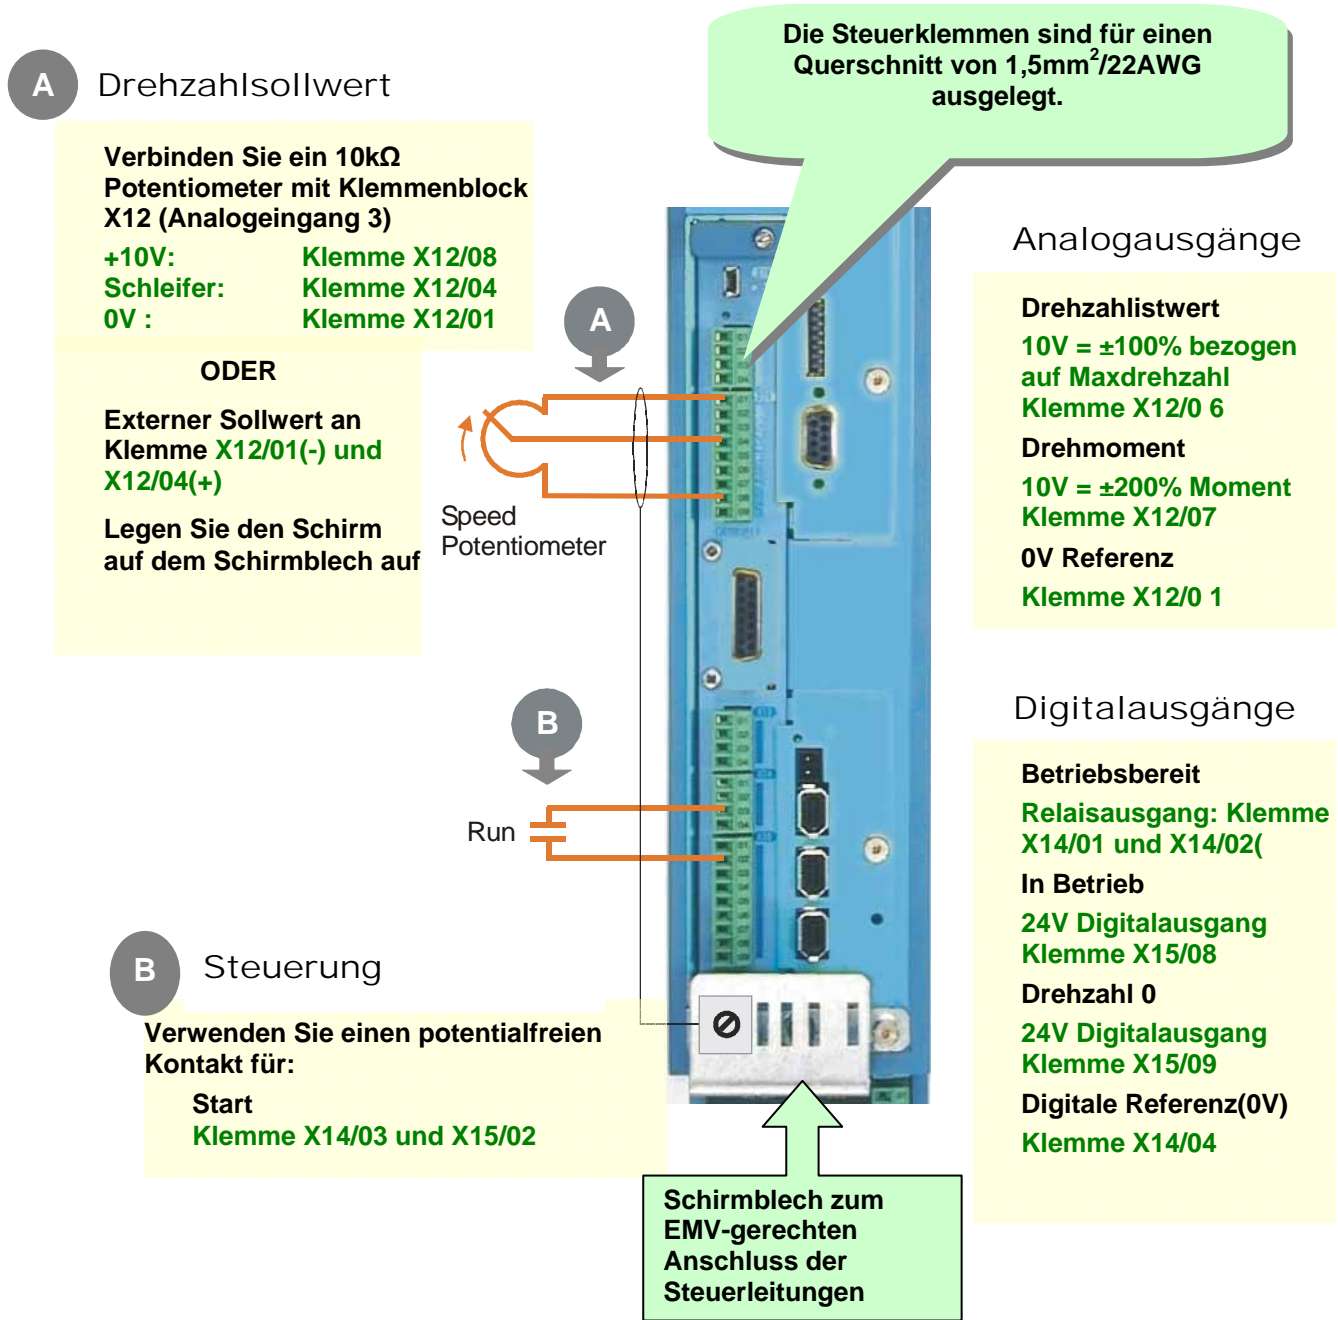 Die Steuerklemmen sind für einen
Querschnitt von 1,5mm²/22AWG
ausgelegt.
A
Drehzahlsollwert
Verbinden Sie ein 10kΩ
Potentiometer mit Klemmenblock
X12 (Analogeingang 3)
+10V: Klemme X12/08
Schleifer: Klemme X12/04
0V : Klemme X12/01
ODER
Externer Sollwert an
Klemme X12/01(-) und
X12/04(+)
Legen Sie den Schirm
auf dem Schirmblech auf
A
Speed
Potentiometer
B
Run
B
Steuerung
Verwenden Sie einen potentialfreien
Kontakt für:
Start
Klemme X14/03 und X15/02
Schirmblech zum
EMV-gerechten
Anschluss der
Steuerleitungen
Analogausgänge
Drehzahlistwert
10V = ±100% bezogen
auf Maxdrehzahl
Klemme X12/0 6
Drehmoment
10V = ±200% Moment
Klemme X12/07
0V Referenz
Klemme X12/0 1
Digitalausgänge
Betriebsbereit
Relaisausgang: Klemme
X14/01 und X14/02(
In Betrieb
24V Digitalausgang
Klemme X15/08
Drehzahl 0
24V Digitalausgang
Klemme X15/09
Digitale Referenz(0V)
Klemme X14/04